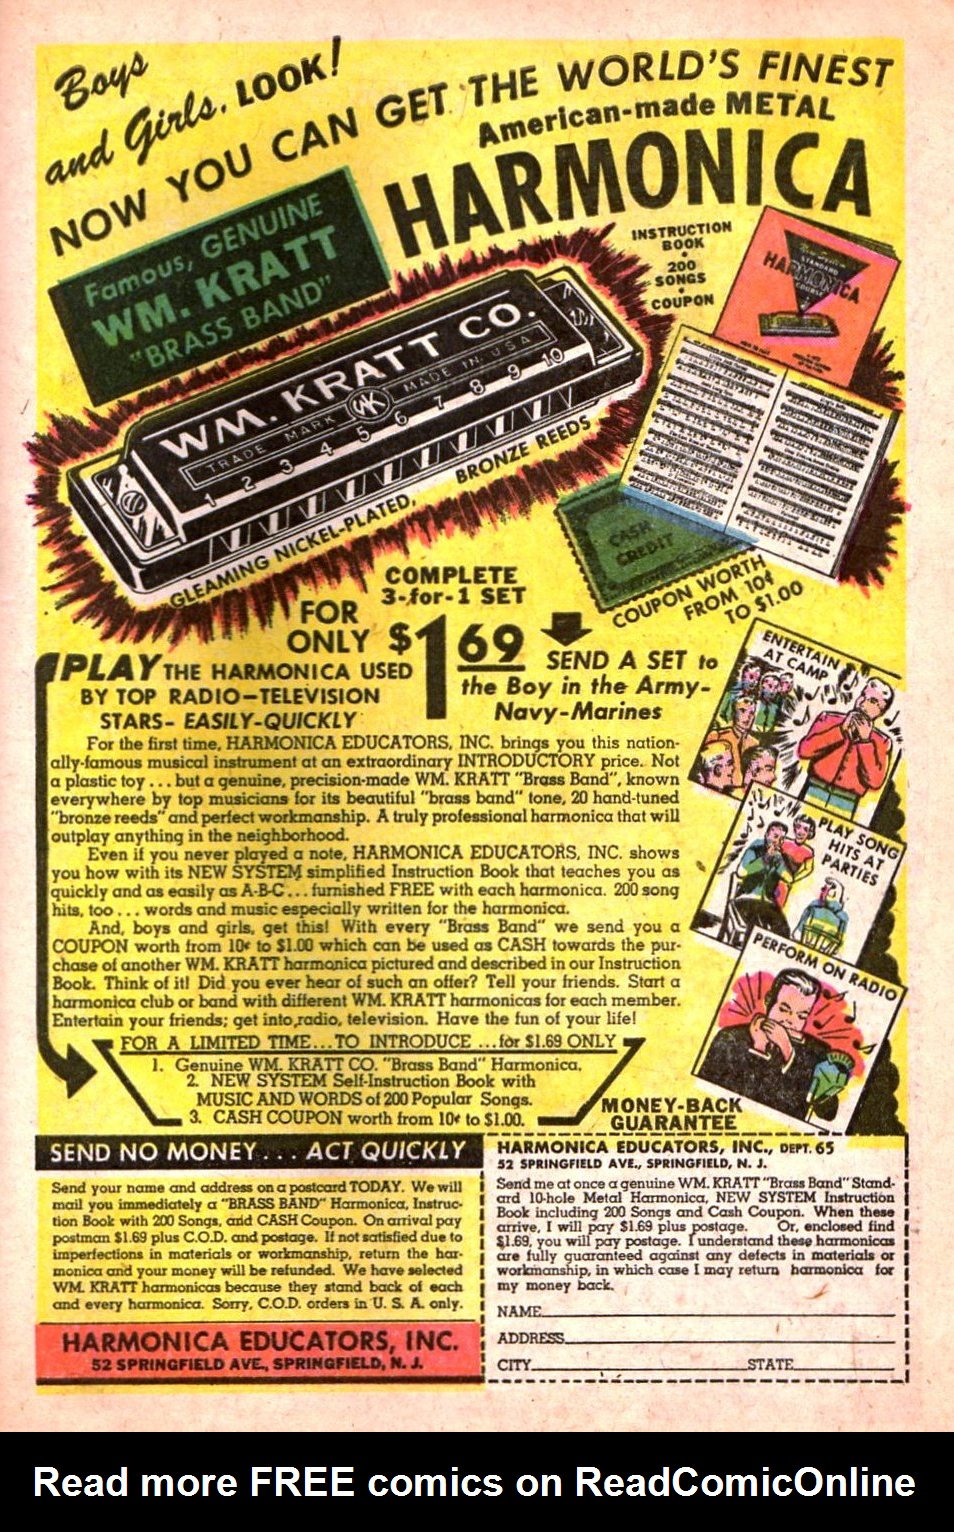 Boys
and Girls, LOOK!
NOW YOU CAN GET THE WORLD'S FINEST
American-made METAL
HARMONICA
Famous, GENUINE
WM. KRATT
"BRASS BAND"
INSTRUCTION
BOOK
•
200
SONGS
•
COUPON
STANDARD
HARMONICA
COURSE
WM. KRATT CO.
TRADE MARK WK MADE IN U.S.A.
1 2 3 4 5 6 7 8 9 10
GLEAMING NICKEL-PLATED,
BRONZE REEDS
CASH
CREDIT
COUPON WORTH
FROM 10¢
TO $1.00
COMPLETE
3-for-1 SET
FOR
ONLY $1.69
SEND A SET to
the Boy in the Army-
Navy-Marines
PLAY THE HARMONICA USED
BY TOP RADIO-TELEVISION
STARS- EASILY-QUICKLY
For the first time, HARMONICA EDUCATORS, INC. brings you this nation-
ally-famous musical instrument at an extraordinary INTRODUCTORY price. Not
a plastic toy ... but a genuine, precision-made WM. KRATT "Brass Band", known
everywhere by top musicians for its beautiful "brass band" tone, 20 hand-tuned
"bronze reeds" and perfect workmanship. A truly professional harmonica that will
outplay anything in the neighborhood.
Even if you never played a note, HARMONICA EDUCATORS, INC. shows
you how with its NEW SYSTEM simplified Instruction Book that teaches you as
quickly and as easily as A-B-C ... furnished FREE with each harmonica. 200 song
hits, too ... words and music especially written for the harmonica.
And, boys and girls, get this! With every "Brass Band" we send you a
COUPON worth from 10¢ to $1.00 which can be used as CASH towards the pur-
chase of another WM. KRATT harmonica pictured and described in our Instruction
Book. Think of it! Did you ever hear of such an offer? Tell your friends. Start a
harmonica club or band with different WM. KRATT harmonicas for each member.
Entertain your friends; get into radio, television. Have the fun of your life!
ENTERTAIN
AT CAMP
PLAY SONG
HITS AT
PARTIES
PERFORM ON RADIO
FOR A LIMITED TIME...TO INTRODUCE ...for $1.69 ONLY
1. Genuine WM. KRATT CO. "Brass Band" Harmonica.
2. NEW SYSTEM Self-Instruction Book with
MUSIC AND WORDS of 200 Popular Songs.
3. CASH COUPON worth from 10¢ to $1.00.
MONEY-BACK
GUARANTEE
SEND NO MONEY... ACT QUICKLY
Send your name and address on a postcard TODAY. We will
mail you immediately a "BRASS BAND" Harmonica, Instruc-
tion Book with 200 Songs, and CASH Coupon. On arrival pay
postman $1.69 plus C.O.D. and postage. If not satisfied due to
imperfections in materials or workmanship, return the har-
monica and your money will be refunded. We have selected
WM. KRATT harmonicas because they stand back of each
and every harmonica. Sorry, C.O.D. orders in U. S. A. only.
HARMONICA EDUCATORS, INC.
52 SPRINGFIELD AVE., SPRINGFIELD, N. J.
HARMONICA EDUCATORS, INC., DEPT. 65
52 SPRINGFIELD AVE., SPRINGFIELD, N. J.
Send me at once a genuine WM. KRATT "Brass Band" Stand-
ard 10-hole Metal Harmonica, NEW SYSTEM Instruction
Book including 200 Songs and Cash Coupon. When these
arrive, I will pay $1.69 plus postage. Or, enclosed find
$1.69, you will pay postage. I understand these harmonicas
are fully guaranteed against any defects in materials or
workmanship, in which case I may return harmonica for
my money back.
NAME
ADDRESS
CITY STATE
Read more FREE comics on ReadComicOnline